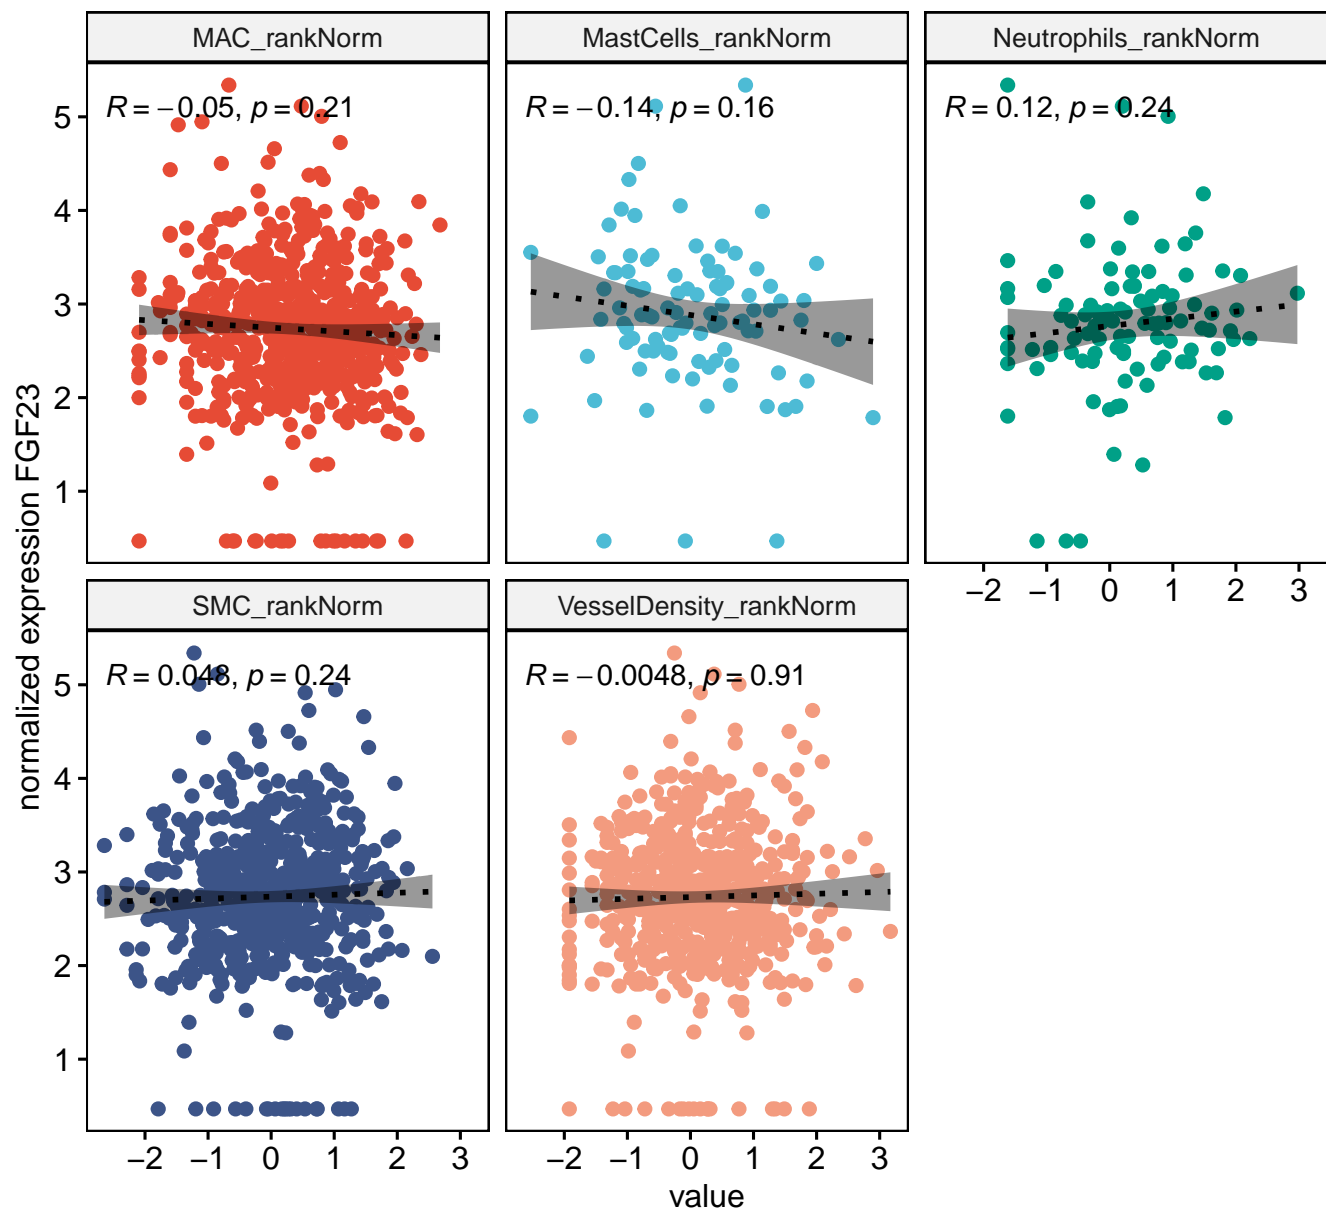 MAC_rankNorm
MastCells_rankNorm
Neutrophils_rankNorm
R = −0.05, p = 0.21
R = −0.14, p = 0.16
R = 0.12, p = 0.24
5
4
3
2
1
−2 −1 0 1 2 3
normalized expression FGF23
SMC_rankNorm
VesselDensity_rankNorm
R = 0.048, p = 0.24
R = −0.0048, p = 0.91
5
4
3
2
1
−2 −1 0 1 2 3
−2 −1 0 1 2 3
value